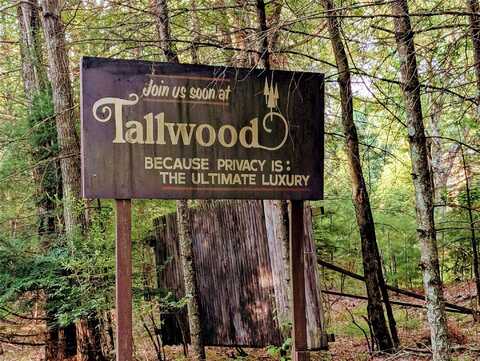 Join us soon at
Tallwood
BECAUSE PRIVACY IS:
THE ULTIMATE LUXURY